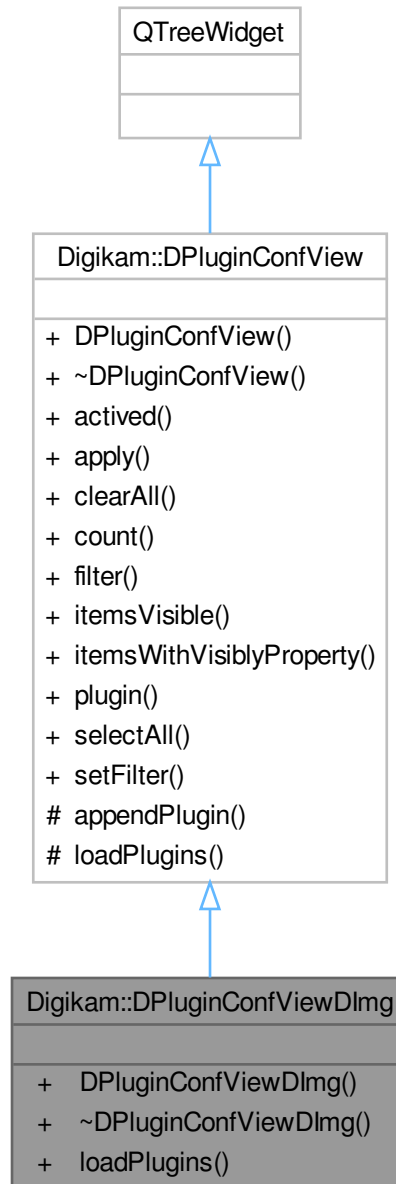 QTreeWidget
Digikam::DPluginConfView
+ DPluginConfView()
+ ~DPluginConfView()
+ actived()
+ apply()
+ clearAll()
+ count()
+ filter()
+ itemsVisible()
+ itemsWithVisiblyProperty()
+ plugin()
+ selectAll()
+ setFilter()
# appendPlugin()
# loadPlugins()
Digikam::DPluginConfViewDImg
+ DPluginConfViewDImg()
+ ~DPluginConfViewDImg()
+ loadPlugins()